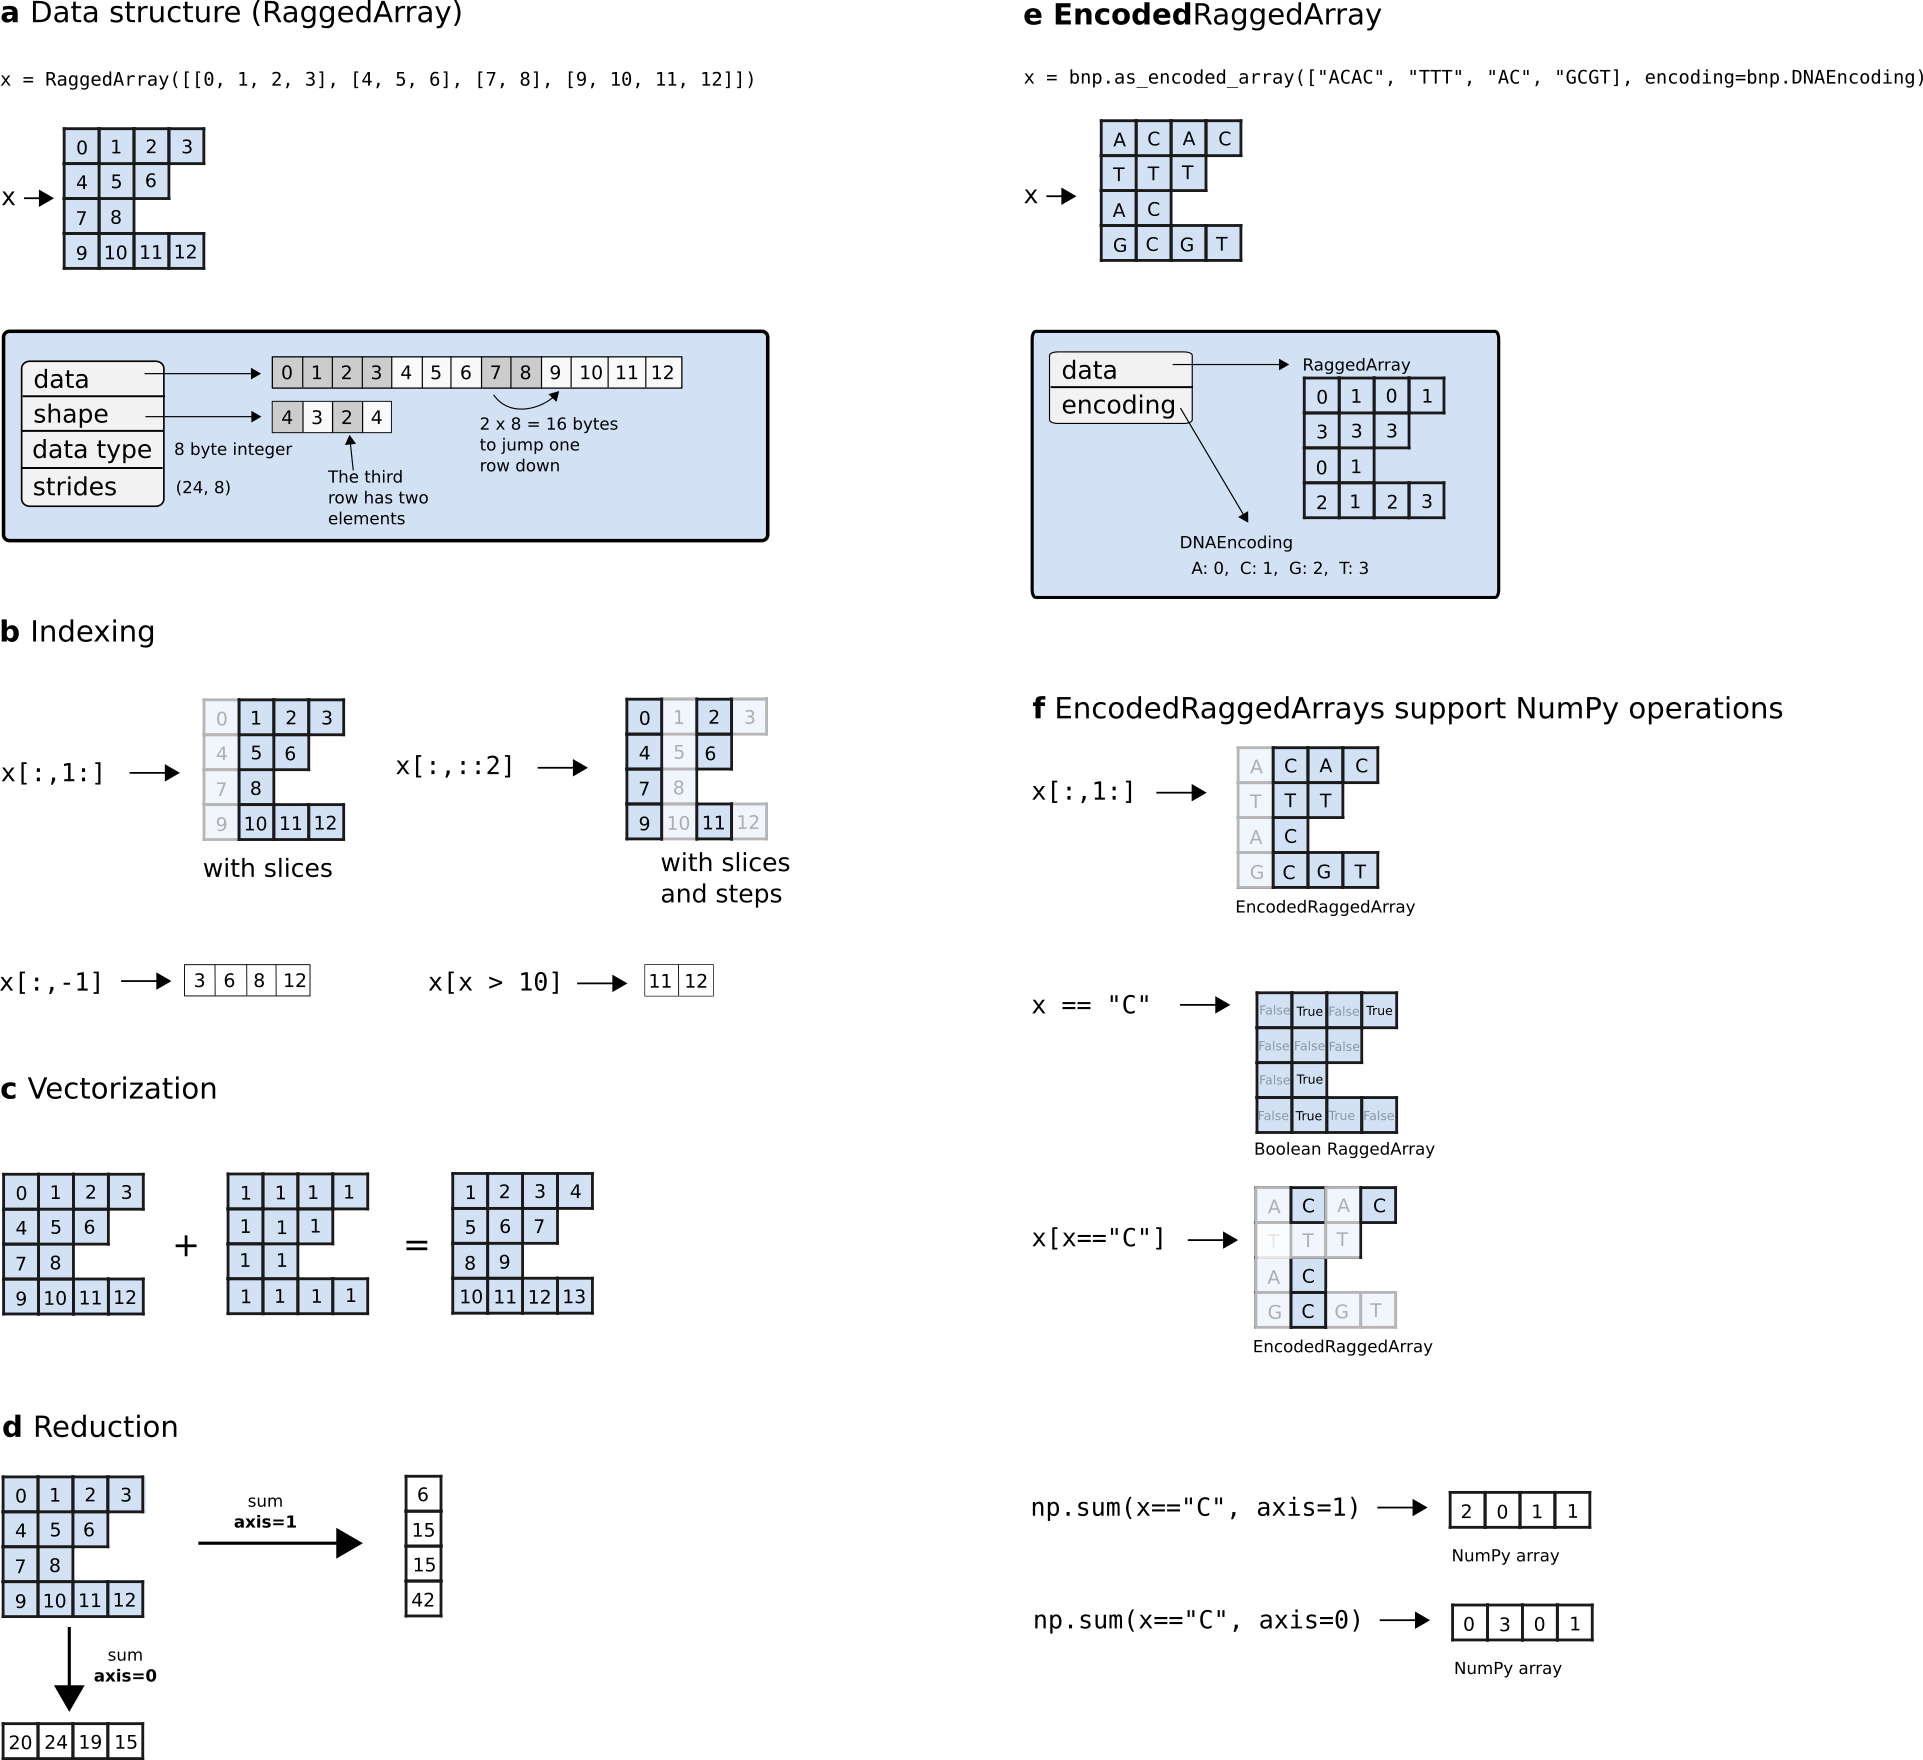 a Data structure (RaggedArray)
x = RaggedArray([[0, 1, 2, 3], [4, 5, 6], [7, 8], [9, 10, 11, 12]])
x
0 1 2 3
4 5 6
7 8
9 10 11 12
data
shape
data type
strides
0 1 2 3 4 5 6 7 8 9 10 11 12
4 3 2 4
8 byte integer
(24, 8)
The third
row has two
elements
2 x 8 = 16 bytes
to jump one
row down
b Indexing
x[:,1:]
0 1 2 3
4 5 6
7 8
9 10 11 12
with slices
x[:,::2]
0 1 2 3
4 5 6
7 8
9 10 11 12
with slices
and steps
x[:,-1]
3 6 8 12
x[x > 10]
11 12
c Vectorization
0 1 2 3
4 5 6
7 8
9 10 11 12
+
1 1 1 1
1 1 1
1 1
1 1 1 1
=
1 2 3 4
5 6 7
8 9
10 11 12 13
d Reduction
0 1 2 3
4 5 6
7 8
9 10 11 12
sum
axis=1
6
15
15
42
sum
axis=0
20 24 19 15
e EncodedRaggedArray
x = bnp.as_encoded_array(["ACAC", "TTT", "AC", "GCGT], encoding=bnp.DNAEncoding)
x
A C A C
T T T
A C
G C G T
data
encoding
RaggedArray
0 1 0 1
3 3 3
0 1
2 1 2 3
DNAEncoding
A: 0, C: 1, G: 2, T: 3
f EncodedRaggedArrays support NumPy operations
x[:,1:]
A C A C
T T T
A C
G C G T
EncodedRaggedArray
x == "C"
False True False True
False False False
False True
False True True False
Boolean RaggedArray
x[x=="C"]
A C A C
T T T
A C
G C G T
EncodedRaggedArray
np.sum(x=="C", axis=1)
2 0 1 1
NumPy array
np.sum(x=="C", axis=0)
0 3 0 1
NumPy array